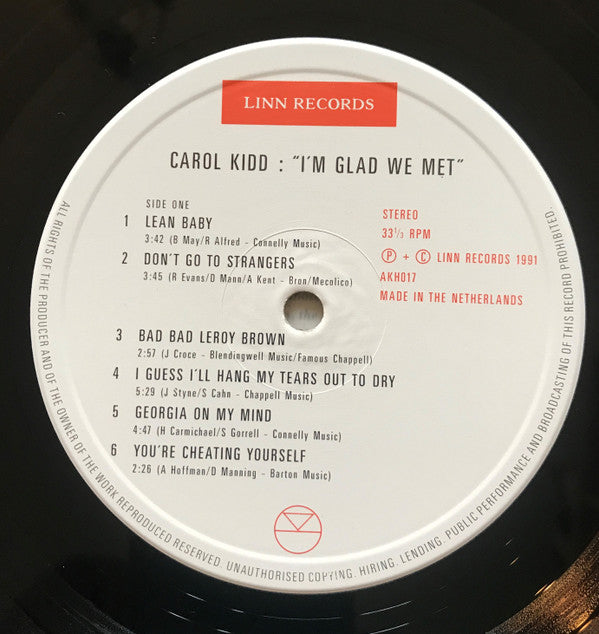 LINN RECORDS
CAROL KIDD : "I'M GLAD WE MET"
SIDE ONE
1 LEAN BABY
3:42 (B May/R Alfred - Connelly Music)
2 DON'T GO TO STRANGERS
3:45 (R Evans/D Mann/A Kent - Bron/Mecolico)
STEREO
33⅓ RPM
Ⓟ + © LINN RECORDS 1991
AKH017
MADE IN THE NETHERLANDS
3 BAD BAD LEROY BROWN
2:57 (J Croce - Blendingwell Music/Famous Chappell)
4 I GUESS I'LL HANG MY TEARS OUT TO DRY
5:29 (J Styne/S Cahn - Chappell Music)
5 GEORGIA ON MY MIND
4:47 (H Carmichael/S Gorrell - Connelly Music)
6 YOU'RE CHEATING YOURSELF
2:26 (A Hoffman/D Manning - Barton Music)
ALL RIGHTS OF THE PRODUCER AND OF THE OWNER OF THE WORK REPRODUCED RESERVED. UNAUTHORISED COPYING. HIRING. LENDING. PUBLIC PERFORMANCE AND BROADCASTING OF THIS RECORD PROHIBITED.